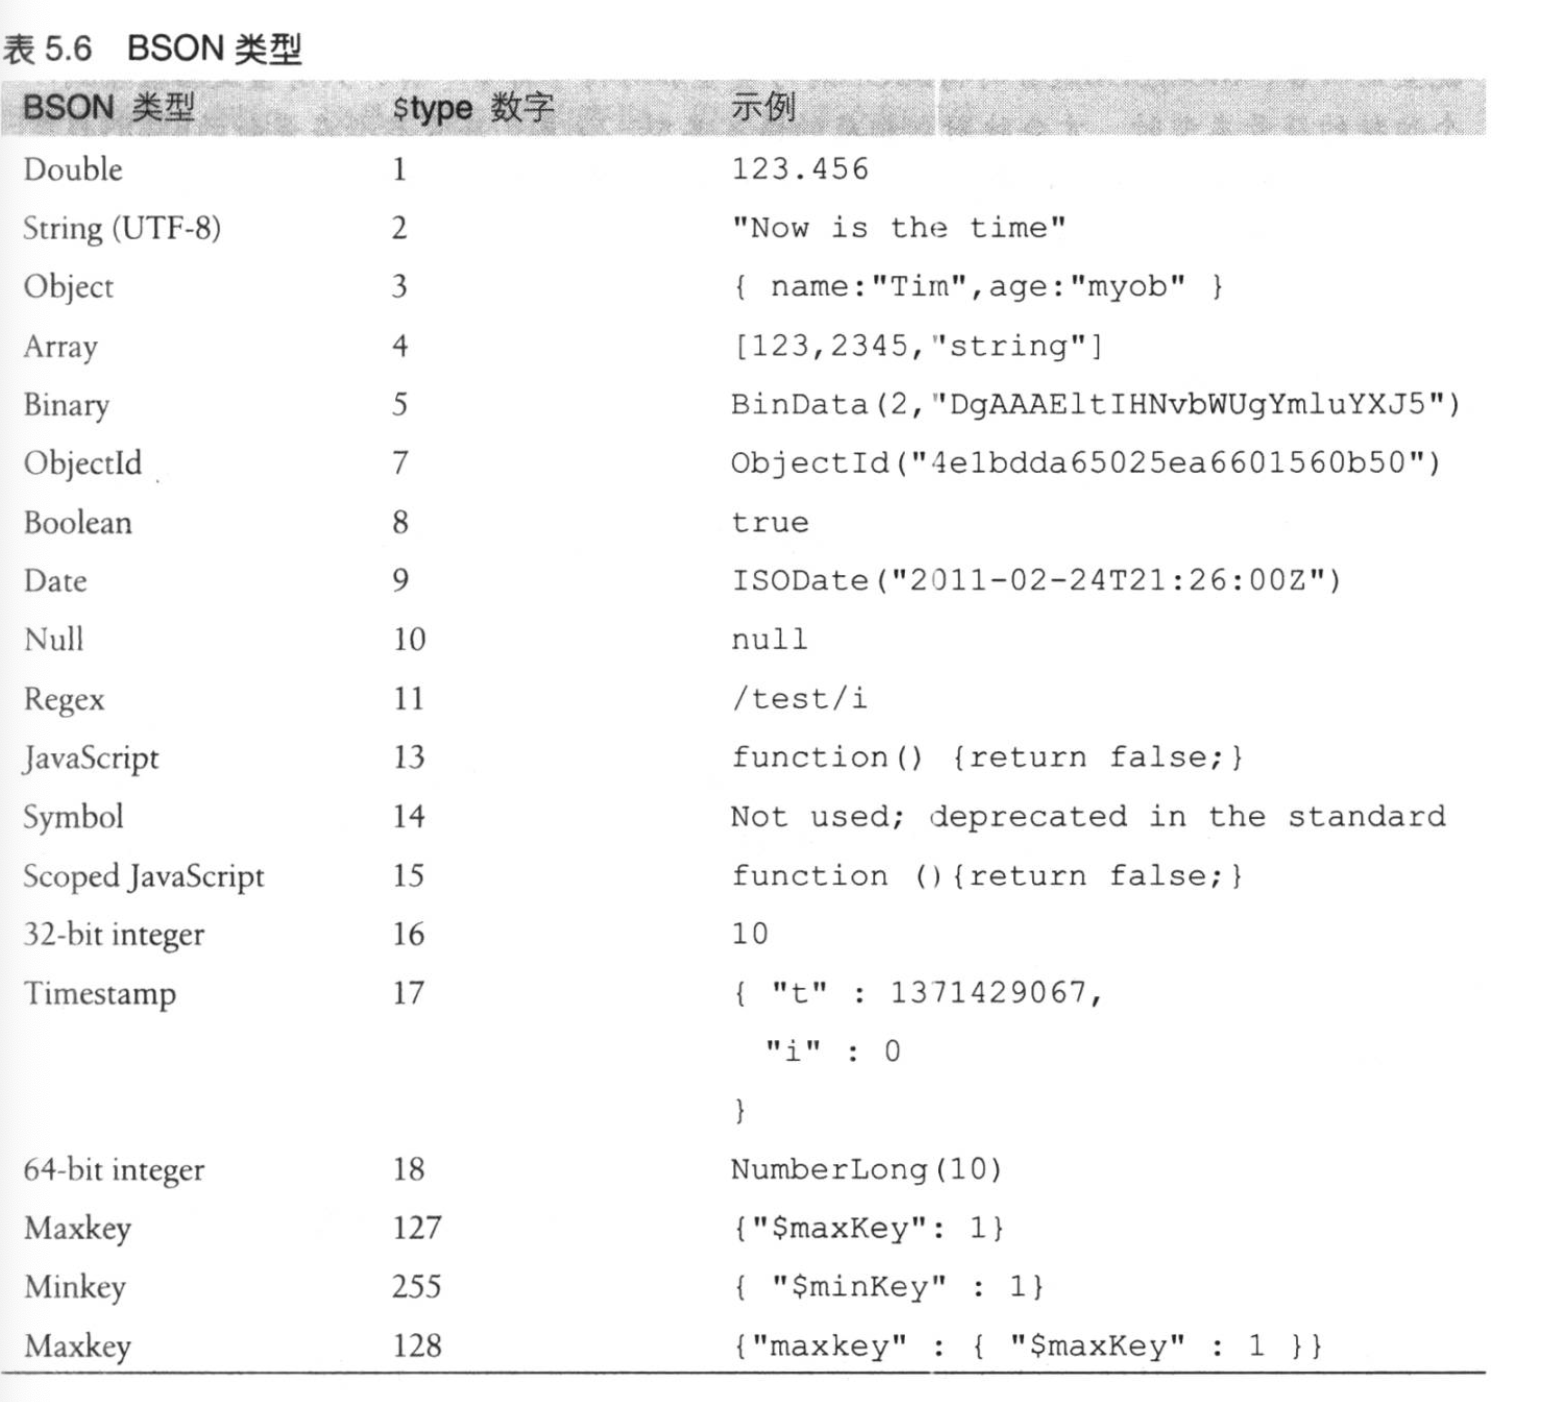 表 5.6 BSON 类型
BSON 类型 $type 数字 示例
Double 1 123.456
String (UTF-8) 2 "Now is the time"
Object 3 { name:"Tim",age:"myob" }
Array 4 [123,2345,"string"]
Binary 5 BinData(2,"DgAAAEltIHNvbWUgYmluYXJ5")
ObjectId 7 ObjectId("4e1bdda65025ea6601560b50")
Boolean 8 true
Date 9 ISODate("2011-02-24T21:26:00Z")
Null 10 null
Regex 11 /test/i
JavaScript 13 function() {return false;}
Symbol 14 Not used; deprecated in the standard
Scoped JavaScript 15 function (){return false;}
32-bit integer 16 10
Timestamp 17 { "t" : 1371429067,
"i" : 0
}
64-bit integer 18 NumberLong(10)
Maxkey 127 {"$maxKey": 1}
Minkey 255 { "$minKey" : 1}
Maxkey 128 {"maxkey" : { "$maxKey" : 1 }}